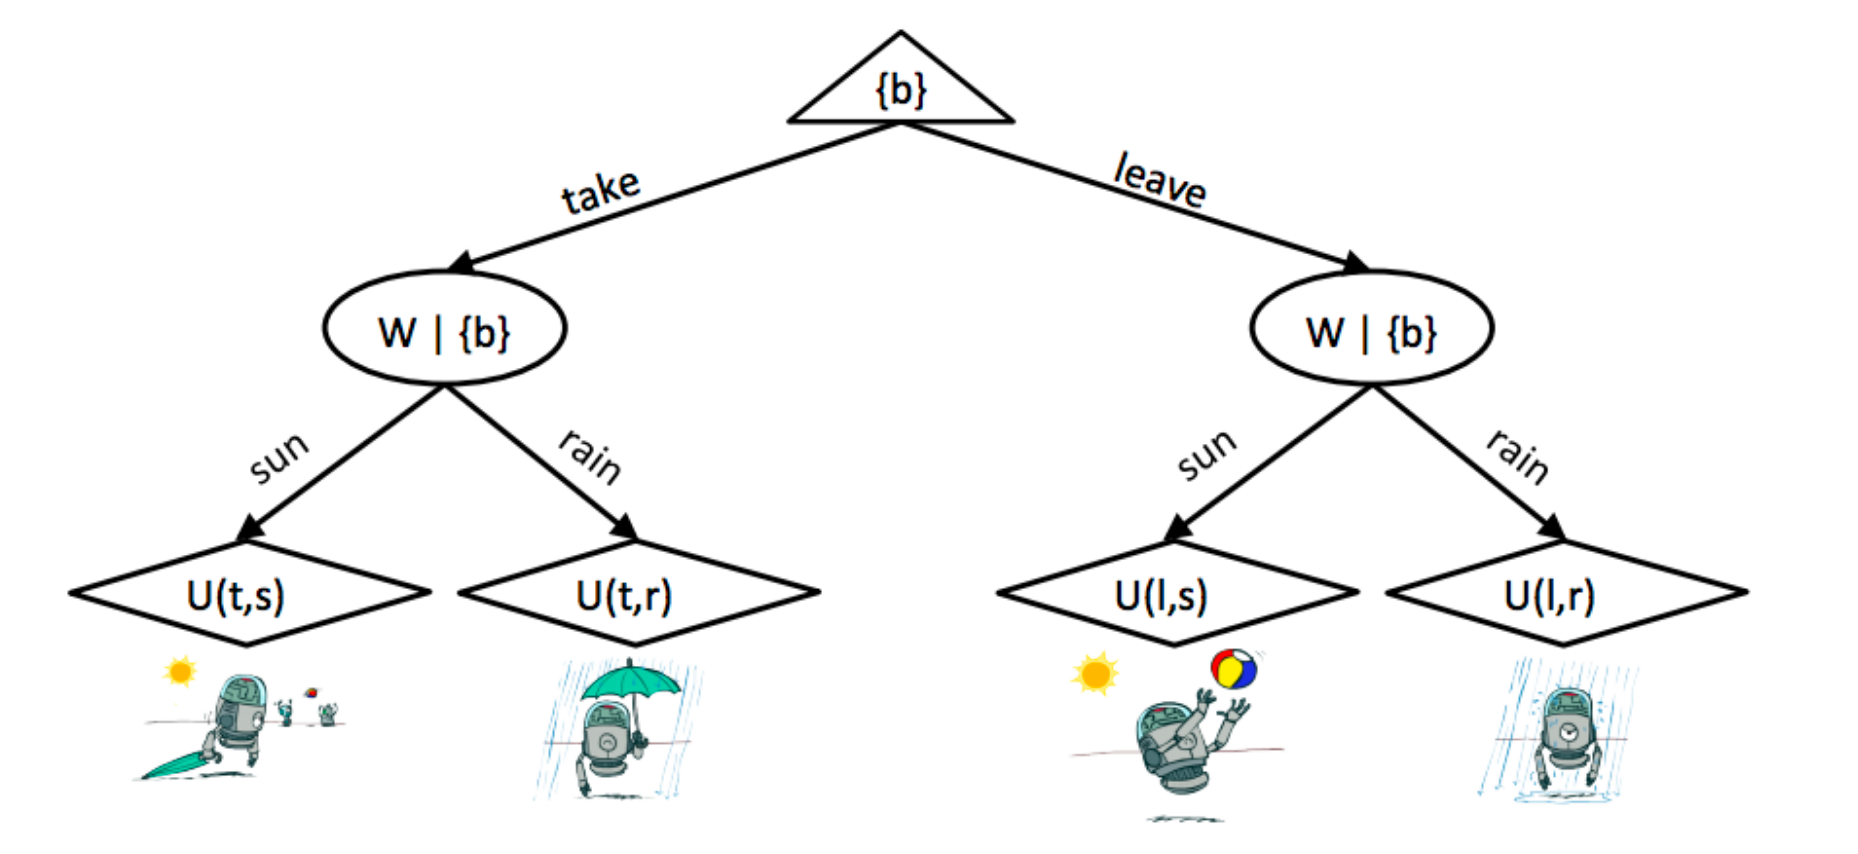 {b}
take
leave
W | {b}
W | {b}
sun
rain
sun
rain
U(t,s)
U(t,r)
U(l,s)
U(l,r)